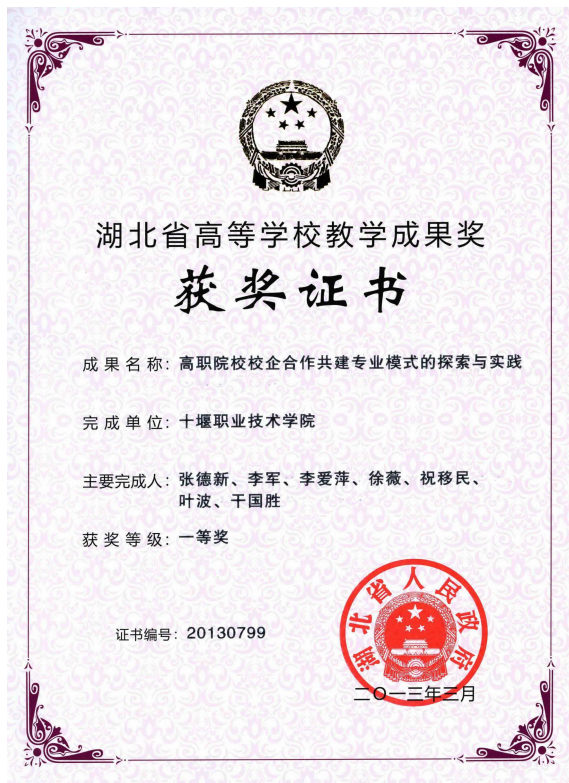 湖北省高等学校教学成果奖
获奖证书
成果名称：高职院校校企合作共建专业模式的探索与实践
完成单位：十堰职业技术学院
主要完成人：张德新、李军、李爱萍、徐薇、祝移民、
叶波、干国胜
获奖等级：一等奖
证书编号：20130799
湖北省人民政府
二〇一三年三月